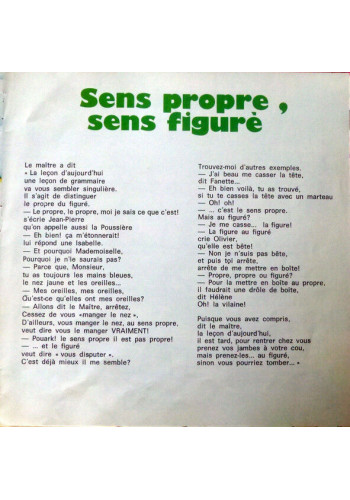 Sens propre ,
sens figurè
Le maître a dit
« La leçon d'aujourd'hui
une leçon de grammaire
va vous sembler singulière.
Il s'agit de distinguer
le propre du figuré.
— Le propre, le propre, moi je sais ce que c'est!
s'écrie Jean-Pierre
qu'on appelle aussi la Poussière
— Eh bien! ça m'étonnerait!
lui répond une Isabelle.
— Et pourquoi Mademoiselle,
Pourquoi je n'le saurais pas?
— Parce que, Monsieur,
tu as toujours les mains bleues,
le nez jaune et les oreilles...
— Mes oreilles, mes oreilles,
Qu'est-ce qu'elles ont mes oreilles?
— Allons dit le Maître, arrêtez,
Cessez de vous «manger le nez ».
D'ailleurs, vous manger le nez, au sens propre,
veut dire vous le manger VRAIMENT!
— Pouark! le sens propre il est pas propre!
— ... et le figuré
veut dire « vous disputer ».
C'est déjà mieux il me semble?
Trouvez-moi d'autres exemples.
— J'ai beau me casser la tête,
dit Fanette...
— Eh bien voilà, tu as trouvé,
si tu te casses la tête avec un marteau
— Oh! oh!
— ... c'est le sens propre.
Mais au figuré?
— Je me casse... la figure!
— La figure au figuré
crie Olivier,
qu'elle est bête!
— Non je n'suis pas bête,
et puis toi arrête,
arrête de me mettre en boîte!
— Propre, propre ou figuré?
— Pour la mettre en boîte au propre,
il faudrait une drôle de boîte,
dit Hélène
Oh! la vilaine!
Puisque vous avez compris,
dit le maître,
la leçon d'aujourd'hui,
il est tard, pour rentrer chez vous
prenez vos jambes à votre cou,
mais prenez-les... au figuré,
sinon vous pourriez tomber... »